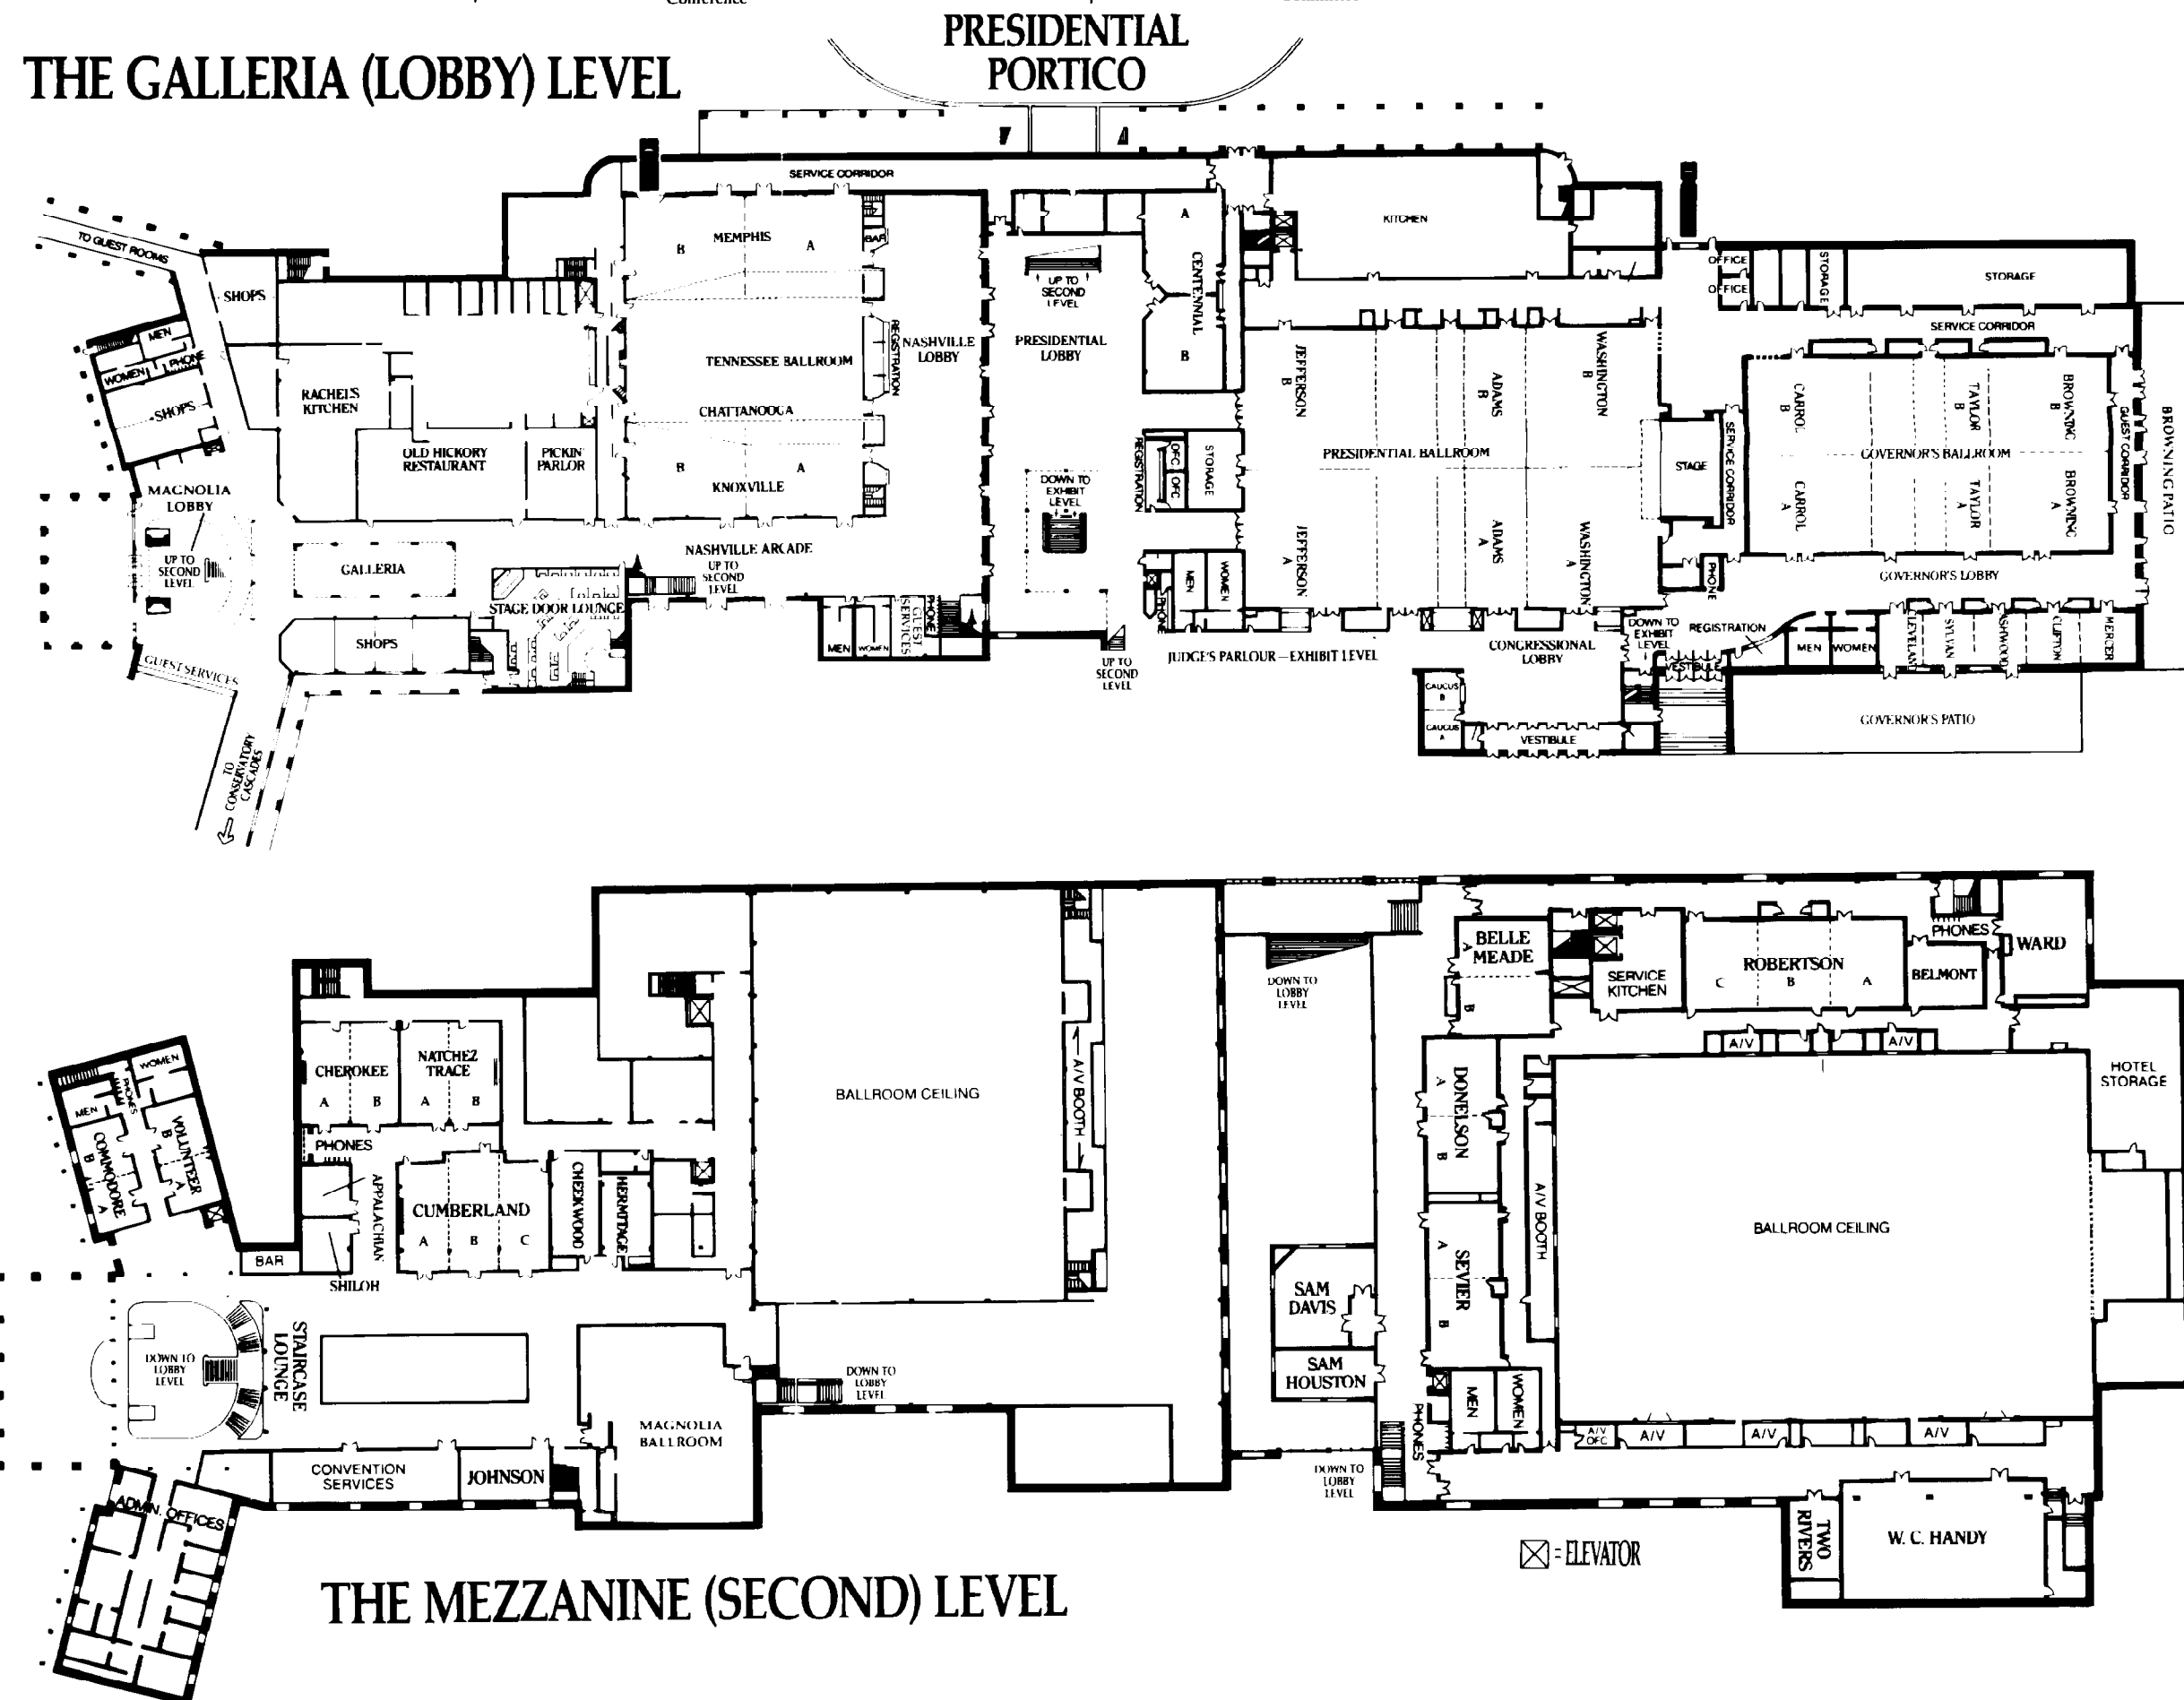 Conference
PRESIDENTIAL
PORTICO
THE GALLERIA (LOBBY) LEVEL
SERVICE CORRIDOR
TO GUEST ROOMS
SHOPS
MEN
PHONE
WOMEN
SHOPS
MAGNOLIA
LOBBY
UP TO
SECOND
LEVEL
GUEST SERVICES
TO
CONSERVATORY
CASCADES
RACHEL'S
KITCHEN
OLD HICKORY
RESTAURANT
PICKIN'
PARLOR
GALLERIA
SHOPS
STAGE DOOR LOUNGE
B
MEMPHIS
A
BAR
TENNESSEE BALLROOM
CHATTANOOGA
B
A
KNOXVILLE
REGISTRATION
NASHVILLE
LOBBY
NASHVILLE ARCADE
UP TO
SECOND
LEVEL
MEN
WOMEN
GUEST
SERVICES
PHONE
UP TO
SECOND
LEVEL
PRESIDENTIAL
LOBBY
DOWN TO
EXHIBIT
LEVEL
A
CENTENNIAL
B
REGISTRATION
OFC
OFC
STORAGE
MEN
WOMEN
PHONE
UP TO
SECOND
LEVEL
JUDGE'S PARLOUR—EXHIBIT LEVEL
KITCHEN
JEFFERSON
B
ADAMS
B
WASHINGTON
B
PRESIDENTIAL BALLROOM
JEFFERSON
A
ADAMS
A
WASHINGTON
A
STAGE
SERVICE CORRIDOR
PHONE
CONGRESSIONAL
LOBBY
DOWN TO
EXHIBIT
LEVEL
REGISTRATION
VESTIBULE
CAUCUS
B
CAUCUS
A
VESTIBULE
OFFICE
OFFICE
STORAGE
STORAGE
SERVICE CORRIDOR
CARROL
B
TAYLOR
B
BROWNING
B
GOVERNOR'S BALLROOM
CARROL
A
TAYLOR
A
BROWNING
A
GUEST CORRIDOR
BROWNING PATIO
GOVERNOR'S LOBBY
MEN
WOMEN
CLEVELAND
SYLVAN
ASHWOOD
CLIFTON
MERCER
GOVERNOR'S PATIO
WOMEN
PHONES
MEN
COMMODORE
B
A
VOLUNTEER
B
A
CHEROKEE
A
B
NATCHEZ
TRACE
A
B
PHONES
APPALACHIAN
SHILOH
BAR
CUMBERLAND
A
B
C
CHEEKWOOD
HERMITAGE
BALLROOM CEILING
A/V BOOTH
DOWN TO
LOBBY
LEVEL
STAIRCASE
LOUNGE
DOWN TO
LOBBY
LEVEL
MAGNOLIA
BALLROOM
CONVENTION
SERVICES
JOHNSON
ADMIN. OFFICES
DOWN TO
LOBBY
LEVEL
SAM
DAVIS
SAM
HOUSTON
DOWN TO
LOBBY
LEVEL
BELLE
MEADE
A
B
SERVICE
KITCHEN
ROBERTSON
C
B
A
BELMONT
PHONES
WARD
A/V
A/V
HOTEL
STORAGE
DONELSON
A
B
SEVIER
A
B
A/V BOOTH
BALLROOM CEILING
MEN
WOMEN
PHONES
A/V
OFC
A/V
A/V
A/V
TWO
RIVERS
W. C. HANDY
= ELEVATOR
THE MEZZANINE (SECOND) LEVEL